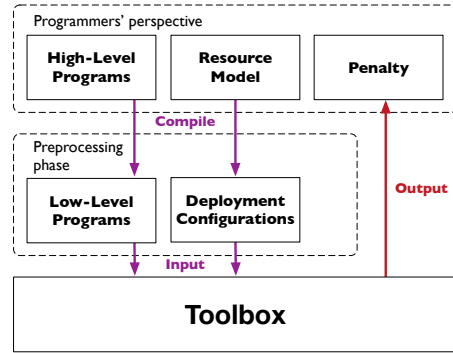 Programmers' perspective
High-Level
Programs
Resource
Model
Penalty
Compile
Preprocessing
phase
Low-Level
Programs
Deployment
Configurations
Output
Input
Toolbox